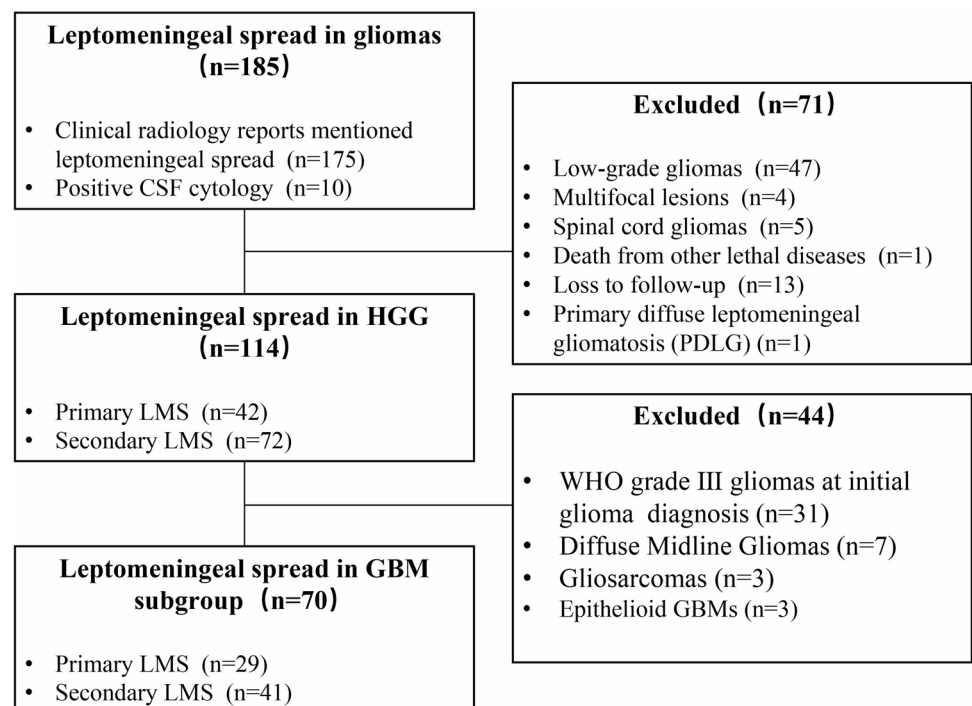 Leptomeningeal spread in gliomas
(n=185)
• Clinical radiology reports mentioned
leptomeningeal spread (n=175)
• Positive CSF cytology (n=10)
Excluded (n=71)
• Low-grade gliomas (n=47)
• Multifocal lesions (n=4)
• Spinal cord gliomas (n=5)
• Death from other lethal diseases (n=1)
• Loss to follow-up (n=13)
• Primary diffuse leptomeningeal
gliomatosis (PDLG) (n=1)
Leptomeningeal spread in HGG
(n=114)
• Primary LMS (n=42)
• Secondary LMS (n=72)
Excluded (n=44)
• WHO grade III gliomas at initial
glioma diagnosis (n=31)
• Diffuse Midline Gliomas (n=7)
• Gliosarcomas (n=3)
• Epithelioid GBMs (n=3)
Leptomeningeal spread in GBM
subgroup (n=70)
• Primary LMS (n=29)
• Secondary LMS (n=41)